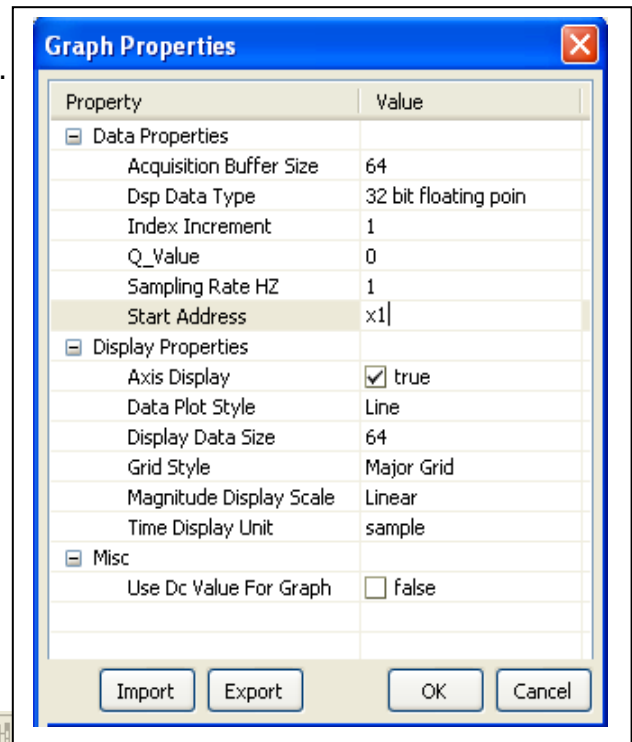 .
Graph Properties
Property Value
Data Properties
Acquisition Buffer Size 64
Dsp Data Type 32 bit floating poin
Index Increment 1
Q_Value 0
Sampling Rate HZ 1
Start Address x1
Display Properties
Axis Display true
Data Plot Style Line
Display Data Size 64
Grid Style Major Grid
Magnitude Display Scale Linear
Time Display Unit sample
Misc
Use Dc Value For Graph false
Import Export OK Cancel